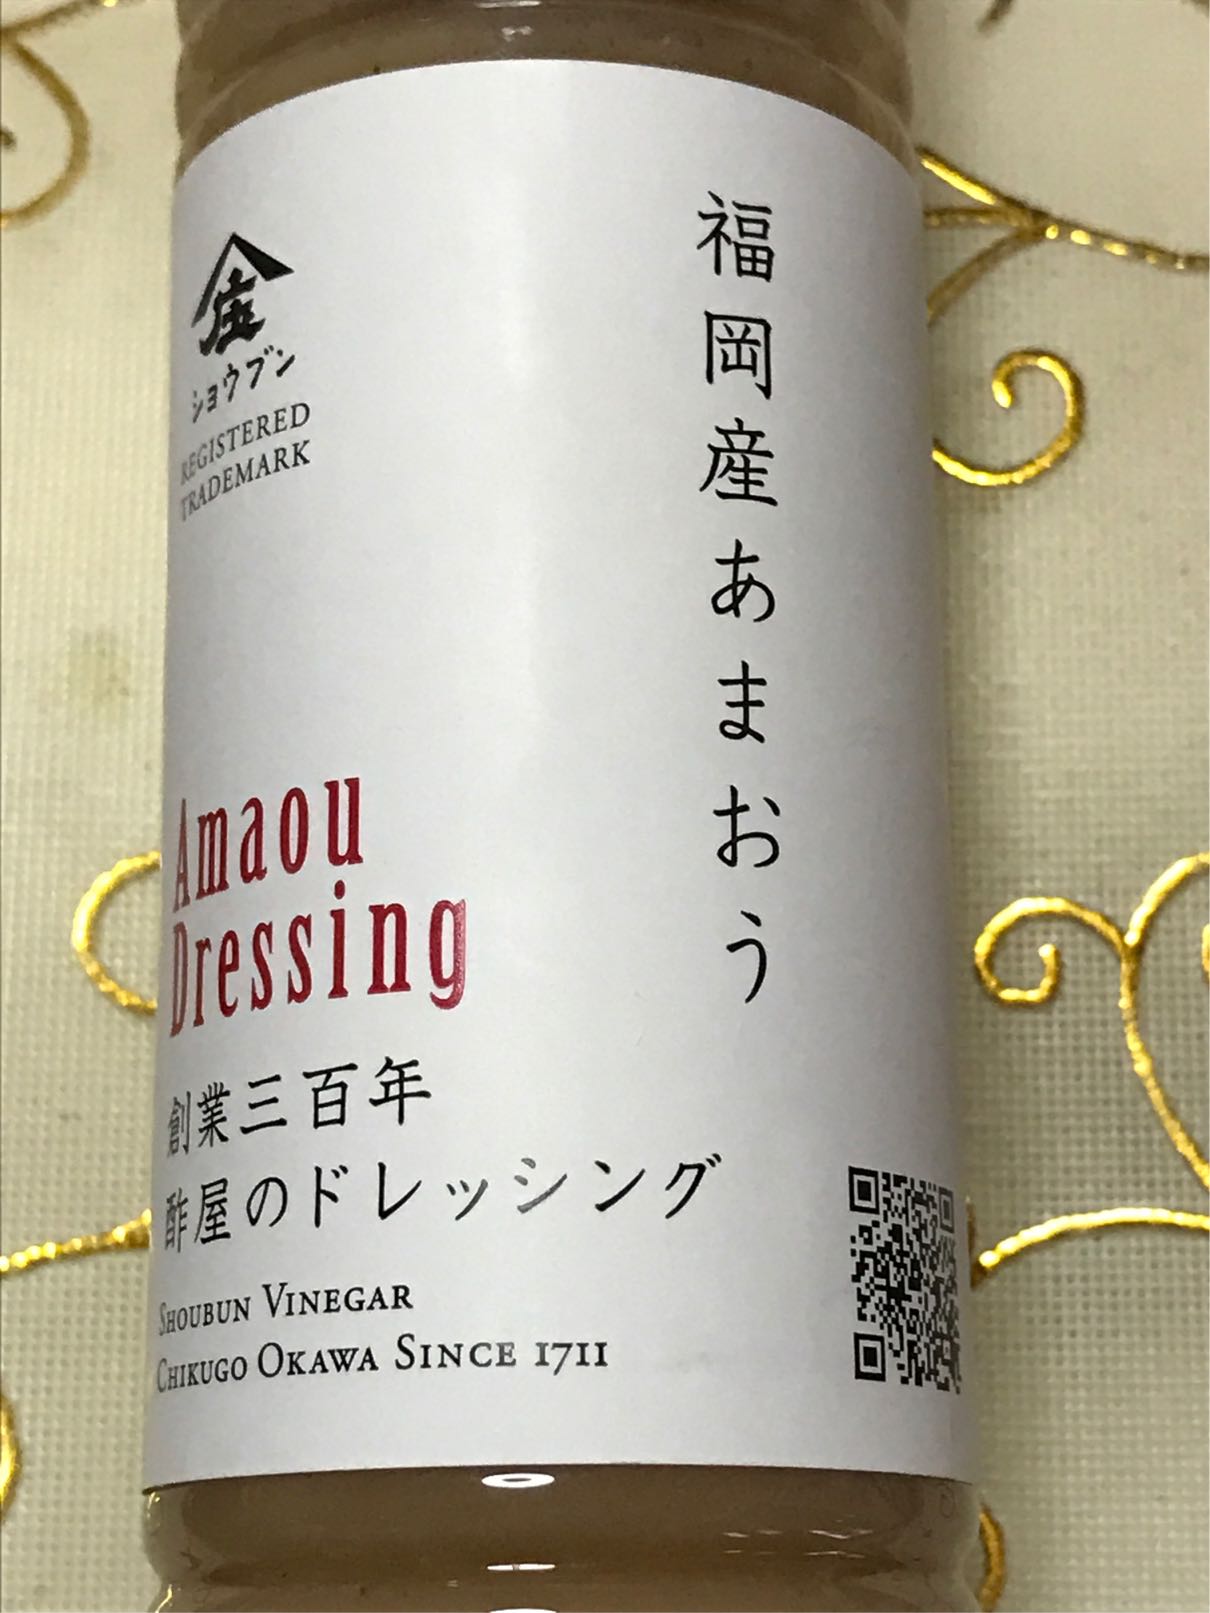 福岡産あまおう
庄
ショウブン
REGISTERED
TRADEMARK
Amaou
Dressing
創業三百年
酢屋のドレッシング
SHOUBUN VINEGAR
CHIKUGO OKAWA SINCE 1711